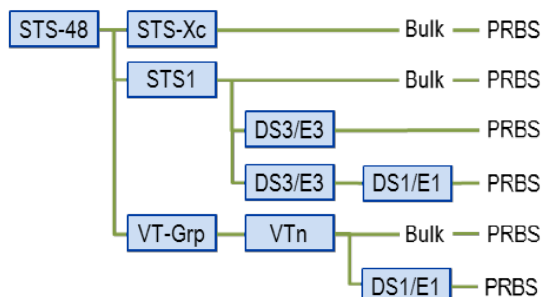 STS-48 STS-Xc Bulk PRBS
STS1 Bulk PRBS
DS3/E3 PRBS
DS3/E3 DS1/E1 PRBS
VT-Grp VTn Bulk PRBS
DS1/E1 PRBS